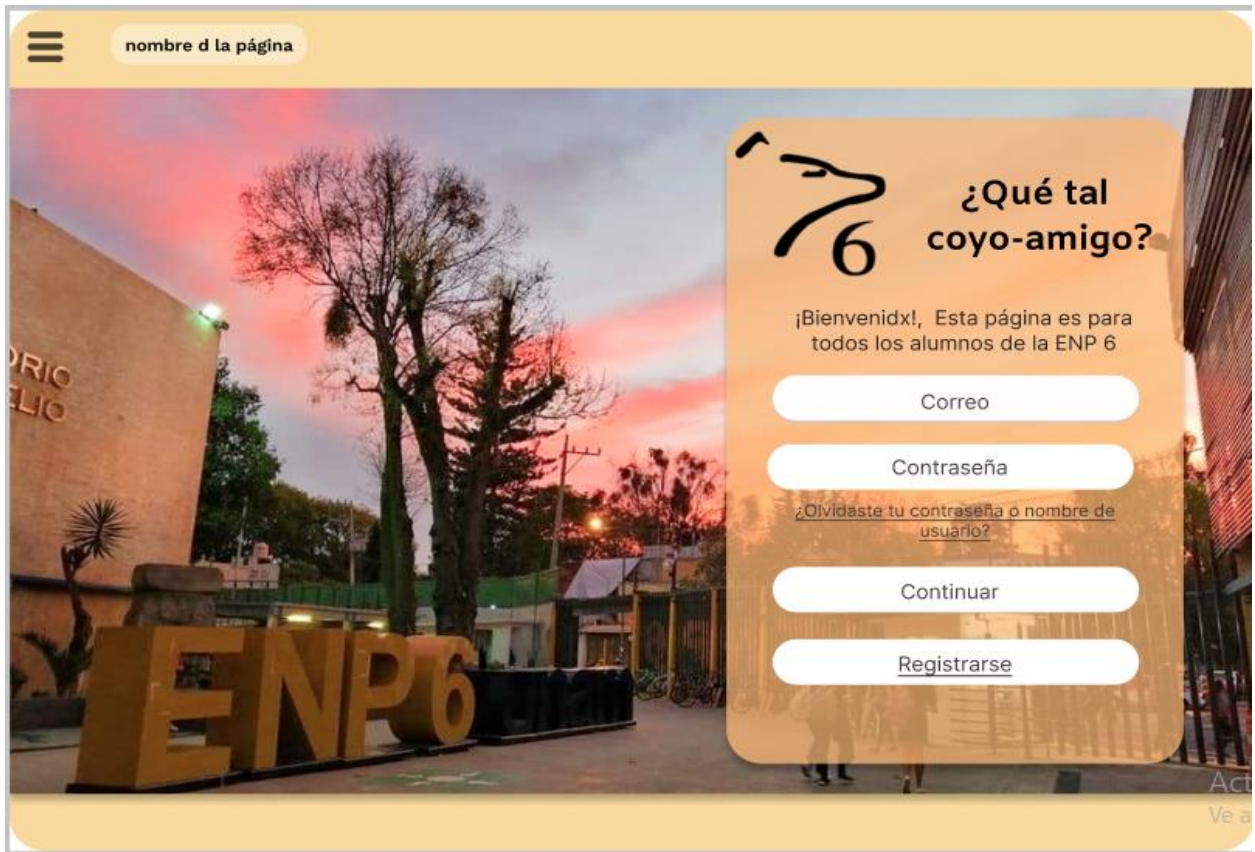 nombre d la página
6
¿Qué tal
coyo-amigo?
¡Bienvenidx!, Esta página es para
todos los alumnos de la ENP 6
Correo
Contraseña
¿Olvidaste tu contraseña o nombre de
usuario?
Continuar
Registrarse
ENP 6 unam